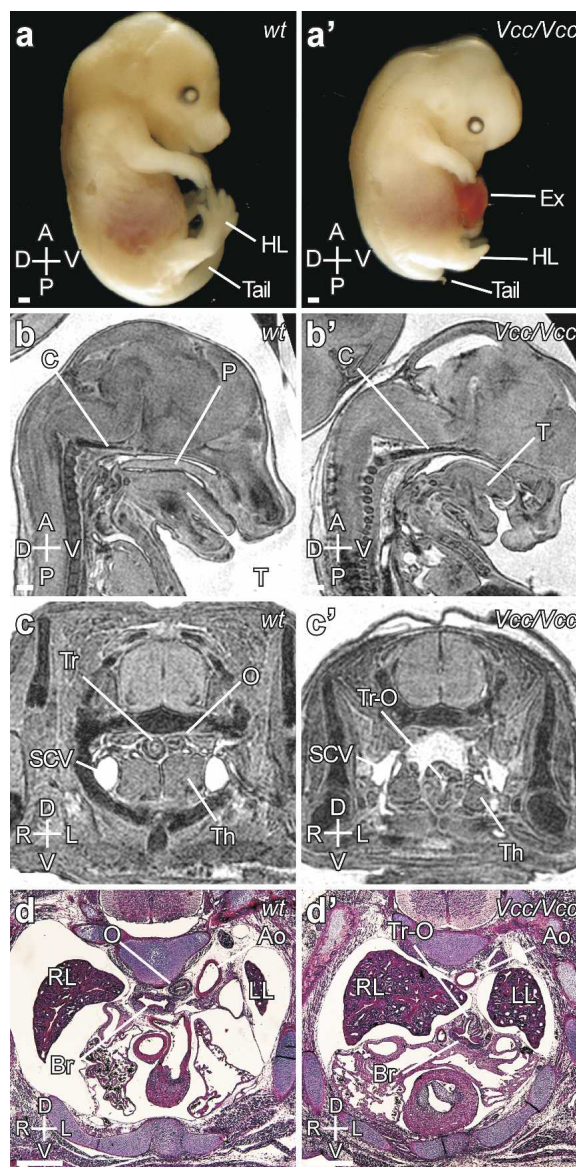 a
wt
a'
Vcc/Vcc
Ex
HL
HL
Tail
Tail
A
D V
P
A
D V
P
b
wt
b'
Vcc/Vcc
C
P
C
T
T
A
D V
P
A
D V
P
c
wt
c'
Vcc/Vcc
Tr
O
Tr-O
SCV
SCV
Th
Th
D
R L
V
D
R L
V
d
wt
d'
Vcc/Vcc
O
Ao
Tr-O
Ao
RL
LL
RL
LL
Br
Br
D
R L
V
D
R L
V